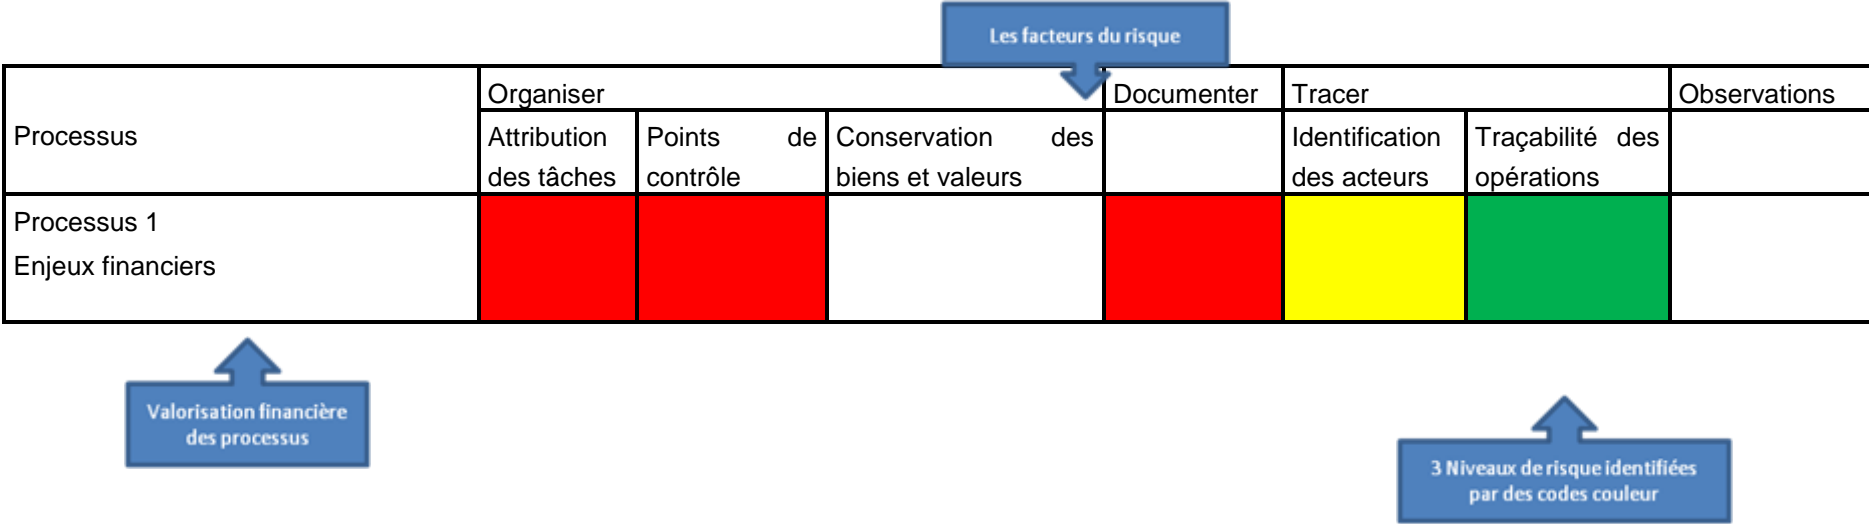 Les facteurs du risque
Processus
Organiser
Documenter
Tracer
Observations
Attribution
des tâches
Points de
contrôle
Conservation des
biens et valeurs
Identification
des acteurs
Traçabilité des
opérations
Processus 1
Enjeux financiers
Valorisation financière
des processus
3 Niveaux de risque identifiées
par des codes couleur